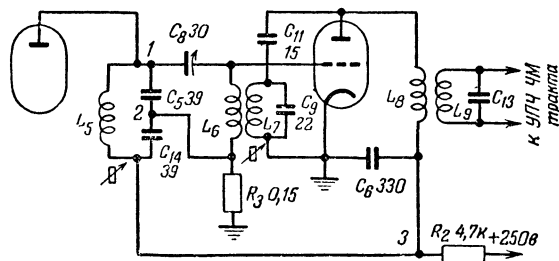 1
C₈ 30
C₁₁
15
C₅ 39
2
L₅
C₁₄
39
L₆
L₇
C₉
22
R₃ 0,15
C₆ 330
L₈
L₉
C₁₃
к УПЧ ЧМ
тракта
3
R₂ 4,7к
+250в